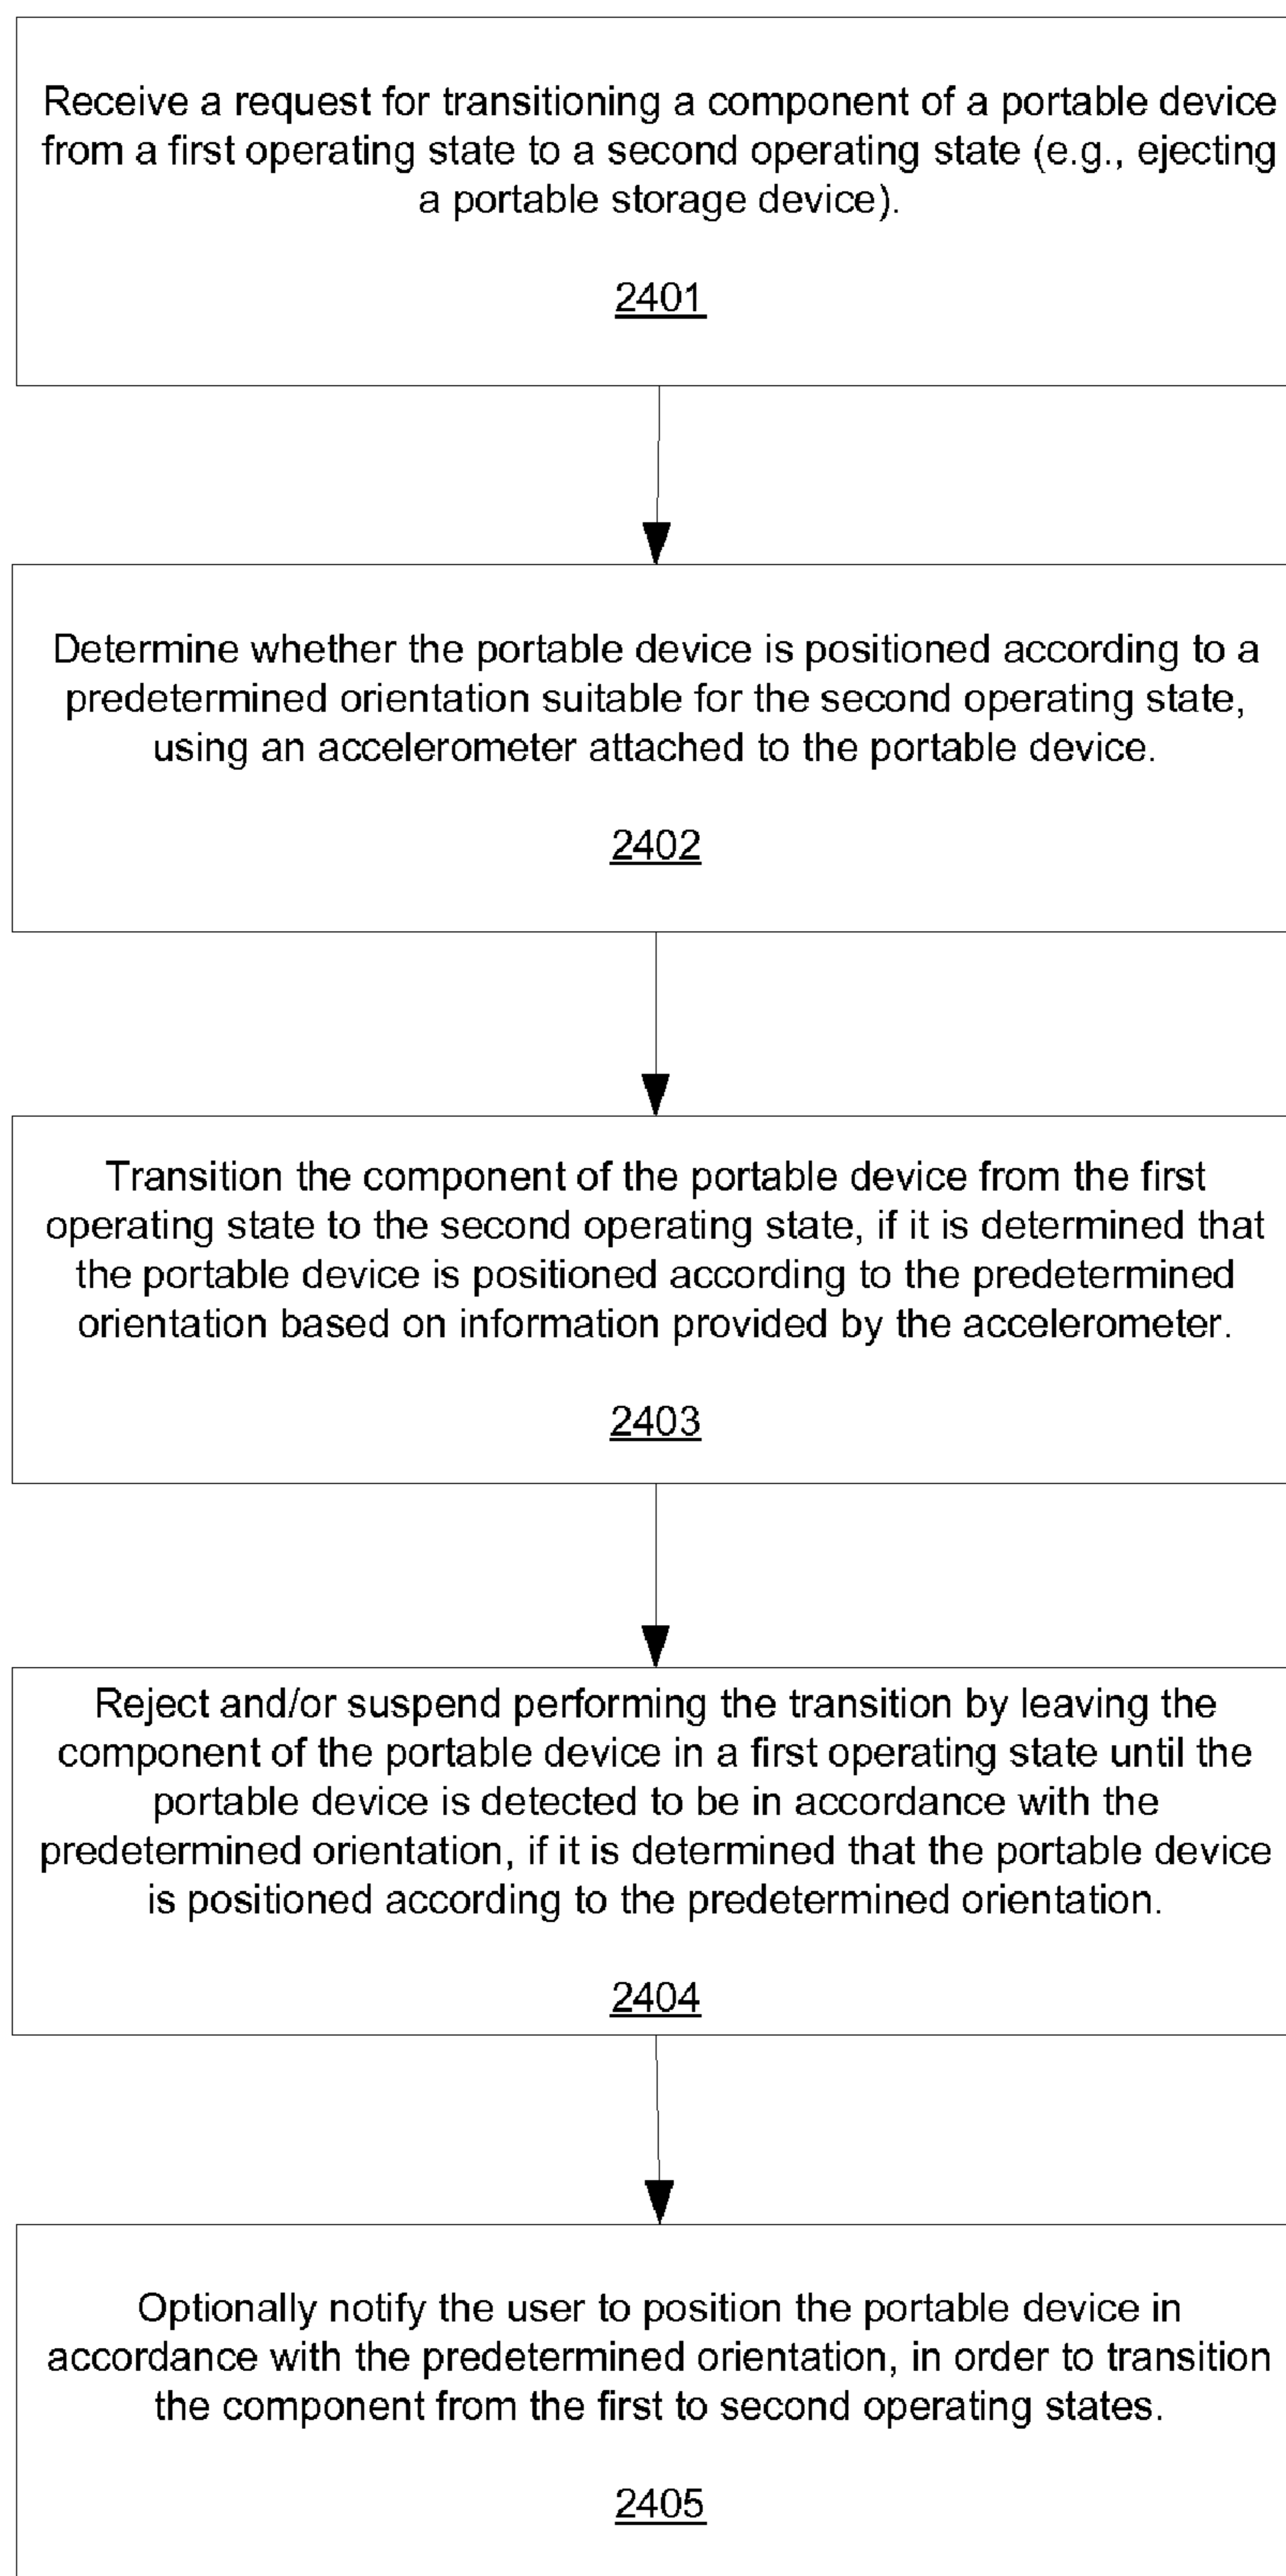 Receive a request for transitioning a component of a portable device
from a first operating state to a second operating state (e.g., ejecting
a portable storage device).
2401
Determine whether the portable device is positioned according to a
predetermined orientation suitable for the second operating state,
using an accelerometer attached to the portable device.
2402
Transition the component of the portable device from the first
operating state to the second operating state, if it is determined that
the portable device is positioned according to the predetermined
orientation based on information provided by the accelerometer.
2403
Reject and/or suspend performing the transition by leaving the
component of the portable device in a first operating state until the
portable device is detected to be in accordance with the
predetermined orientation, if it is determined that the portable device
is positioned according to the predetermined orientation.
2404
Optionally notify the user to position the portable device in
accordance with the predetermined orientation, in order to transition
the component from the first to second operating states.
2405